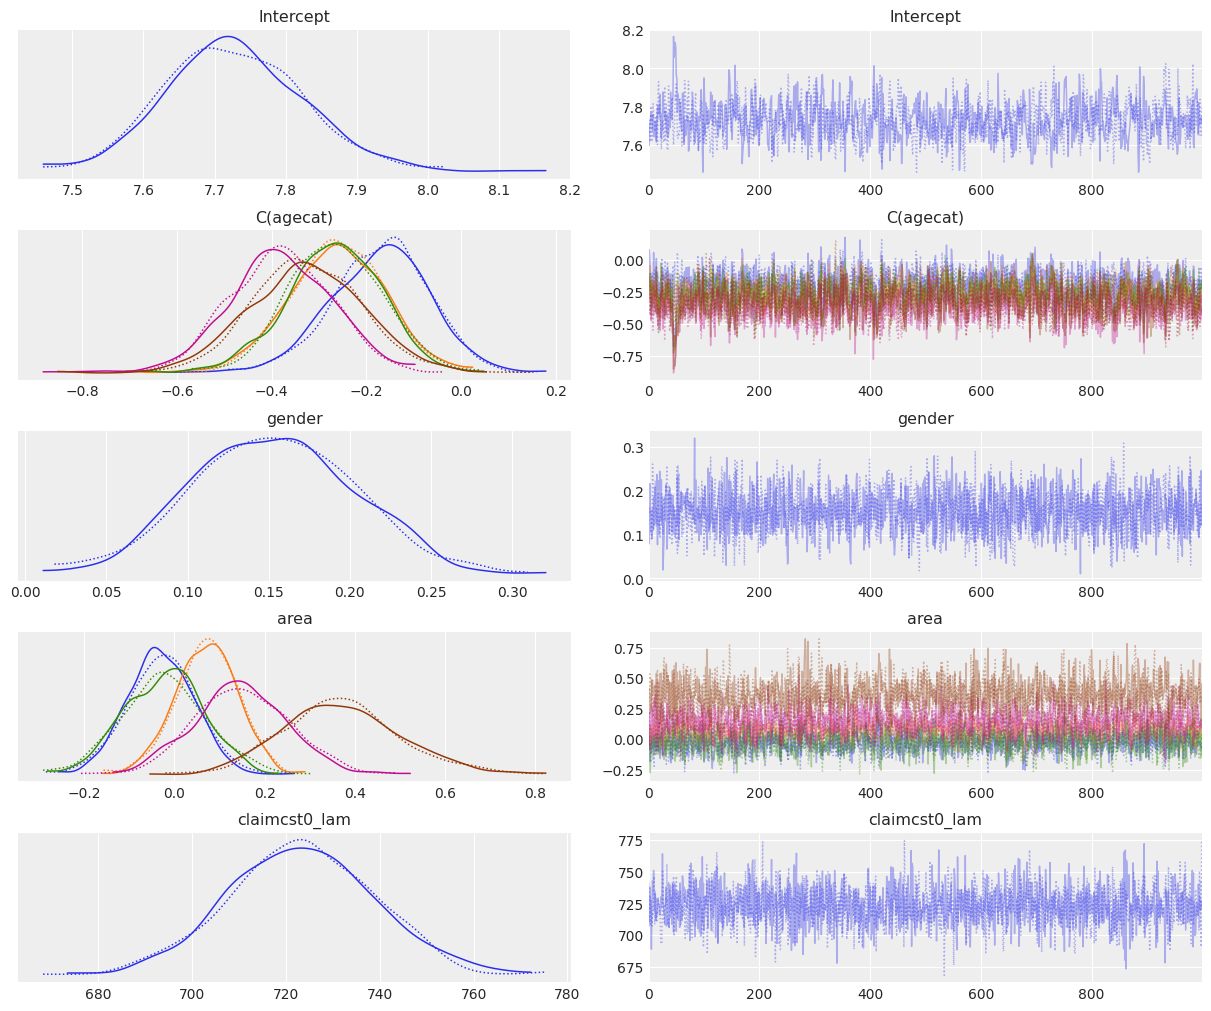 Intercept
7.5 7.6 7.7 7.8 7.9 8.0 8.1 8.2
Intercept
8.2
8.0
7.8
7.6
0 200 400 600 800
C(agecat)
−0.8 −0.6 −0.4 −0.2 0.0 0.2
C(agecat)
0.00
−0.25
−0.50
−0.75
0 200 400 600 800
gender
0.00 0.05 0.10 0.15 0.20 0.25 0.30
gender
0.3
0.2
0.1
0.0
0 200 400 600 800
area
−0.2 0.0 0.2 0.4 0.6 0.8
area
0.75
0.50
0.25
0.00
−0.25
0 200 400 600 800
claimcst0_lam
680 700 720 740 760 780
claimcst0_lam
775
750
725
700
675
0 200 400 600 800